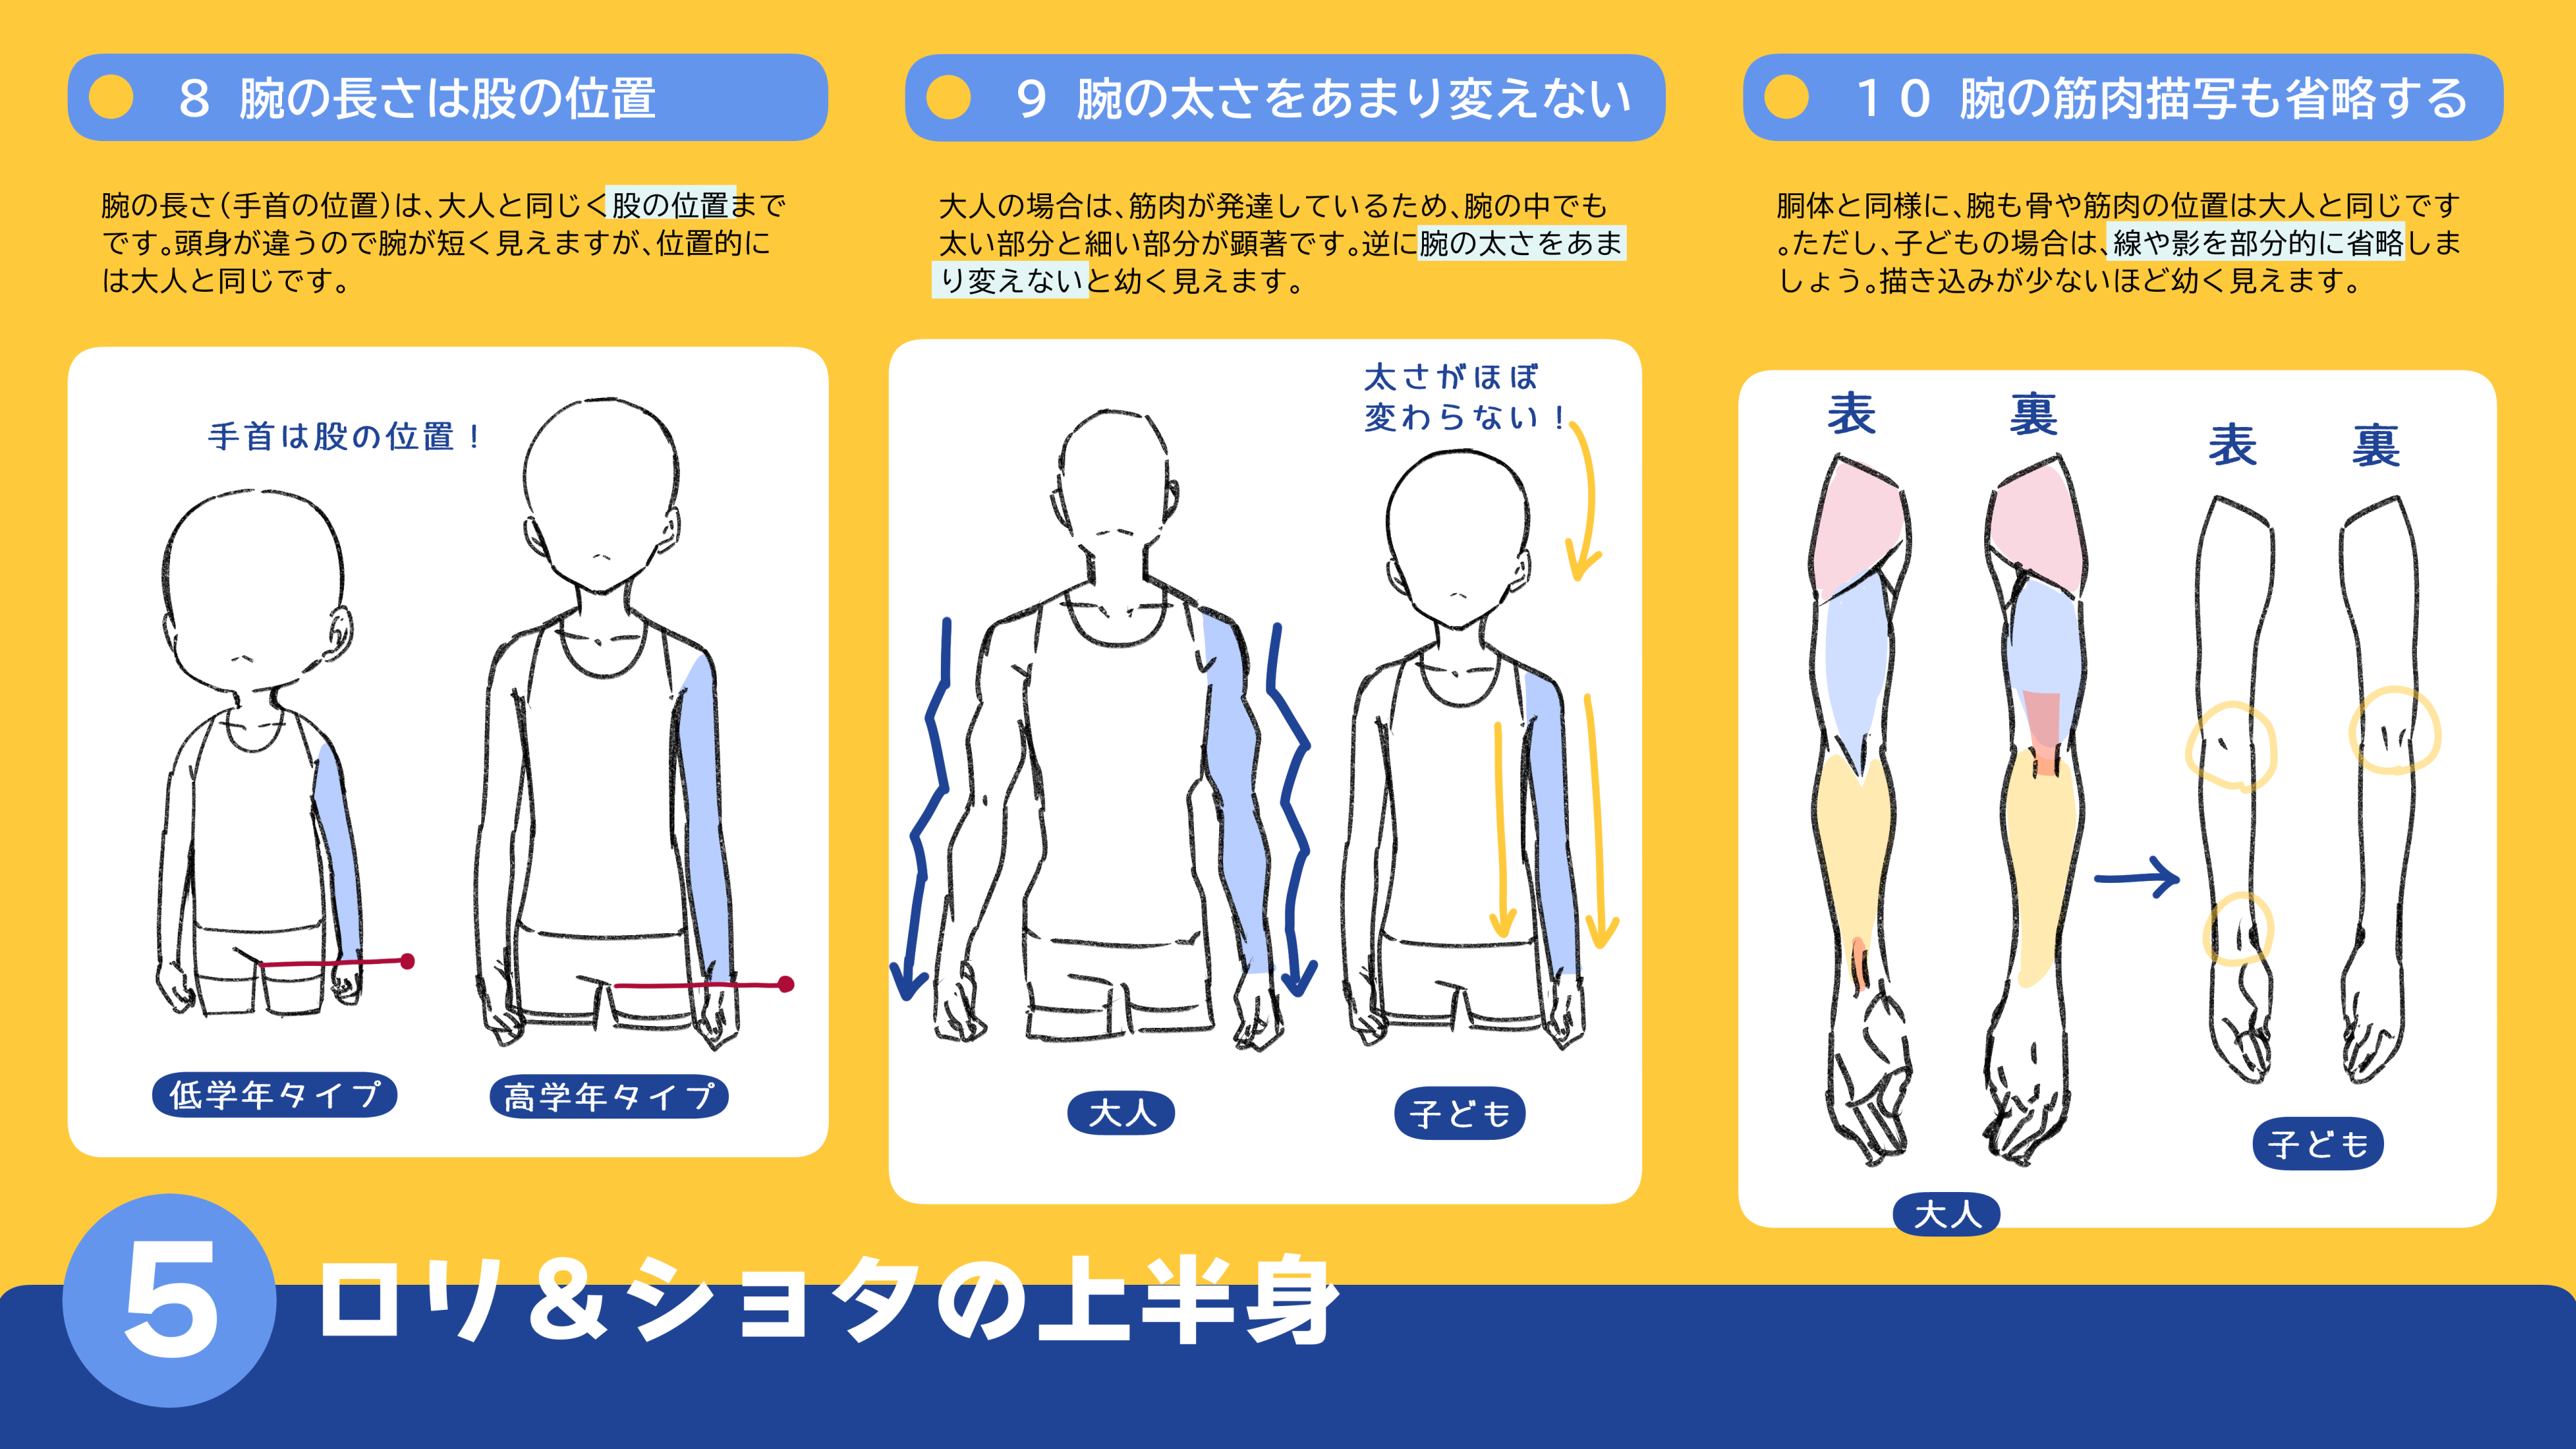 8 腕の長さは股の位置
腕の長さ(手首の位置)は、大人と同じく股の位置まで
です。頭身が違うので腕が短く見えますが、位置的に
は大人と同じです。
手首は股の位置!
低学年タイプ
高学年タイプ
9 腕の太さをあまり変えない
大人の場合は、筋肉が発達しているため、腕の中でも
太い部分と細い部分が顕著です。逆に腕の太さをあま
り変えないと幼く見えます。
太さがほぼ
変わらない!
大人
子ども
10 腕の筋肉描写も省略する
胴体と同様に、腕も骨や筋肉の位置は大人と同じです
。ただし、子どもの場合は、線や影を部分的に省略しま
しょう。描き込みが少ないほど幼く見えます。
表
裏
表
裏
大人
子ども
5
ロリ&ショタの上半身